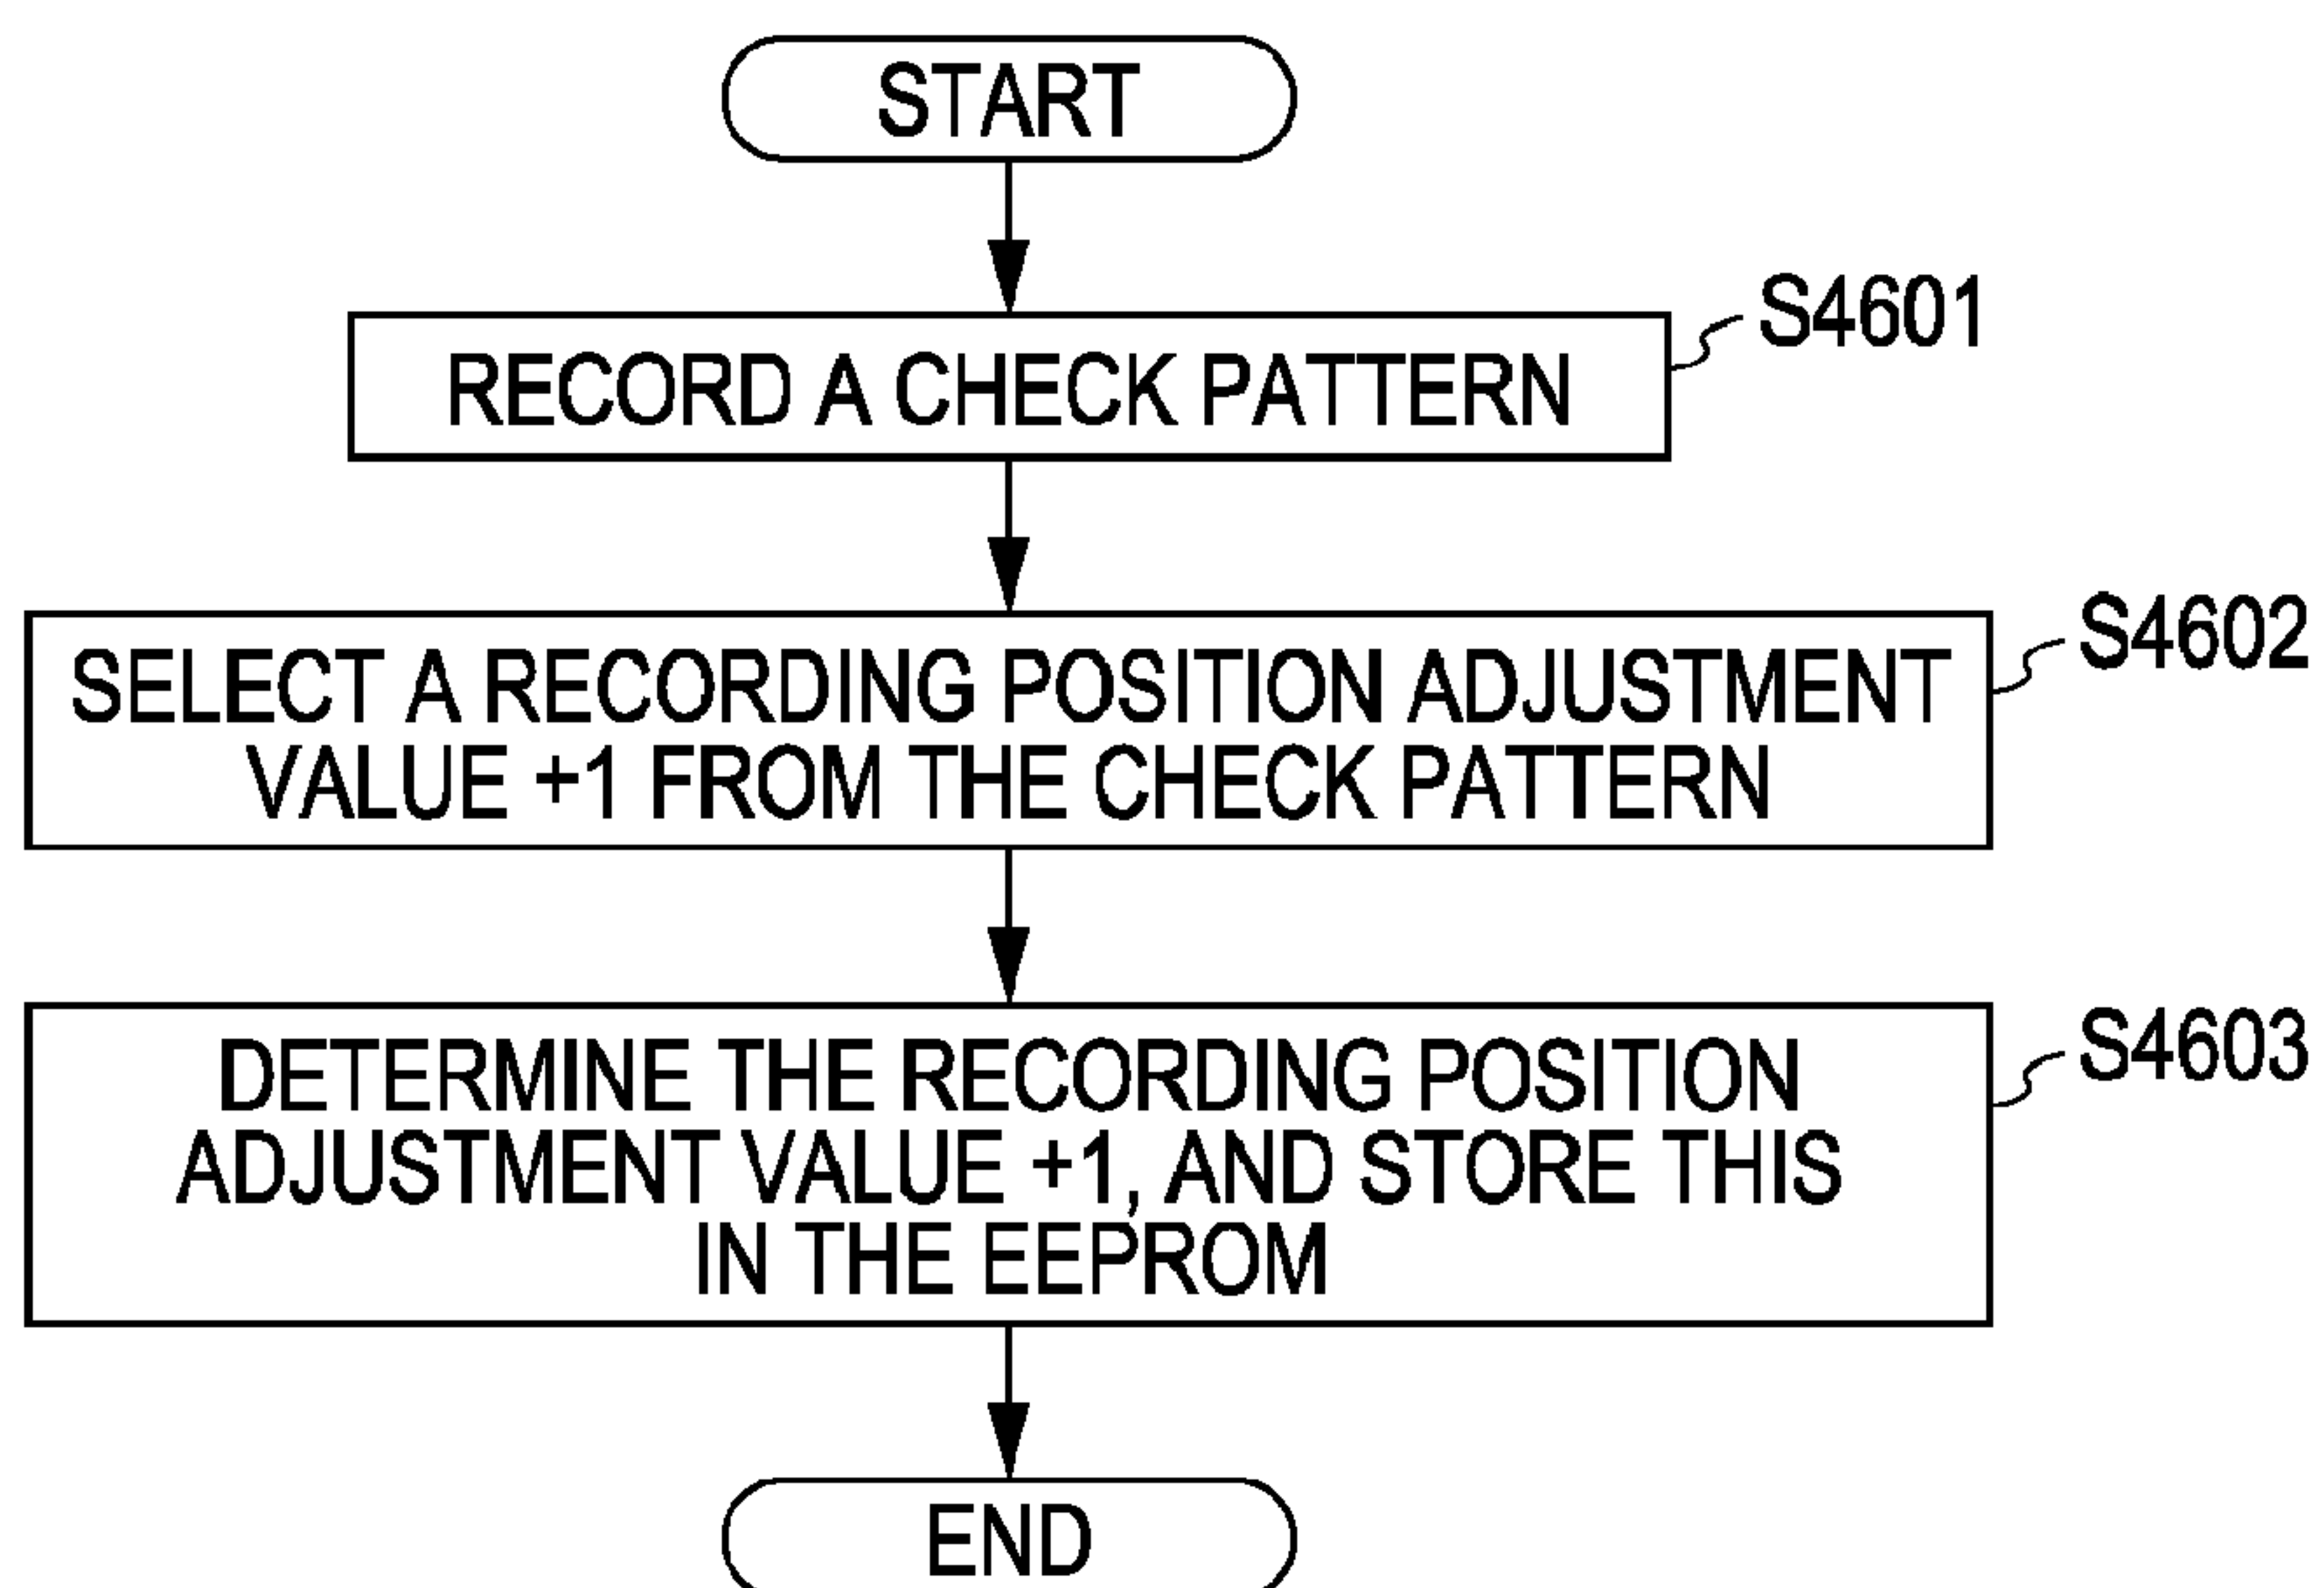 START
RECORD A CHECK PATTERN
S4601
SELECT A RECORDING POSITION ADJUSTMENT
VALUE +1 FROM THE CHECK PATTERN
S4602
DETERMINE THE RECORDING POSITION
ADJUSTMENT VALUE +1, AND STORE THIS
IN THE EEPROM
S4603
END